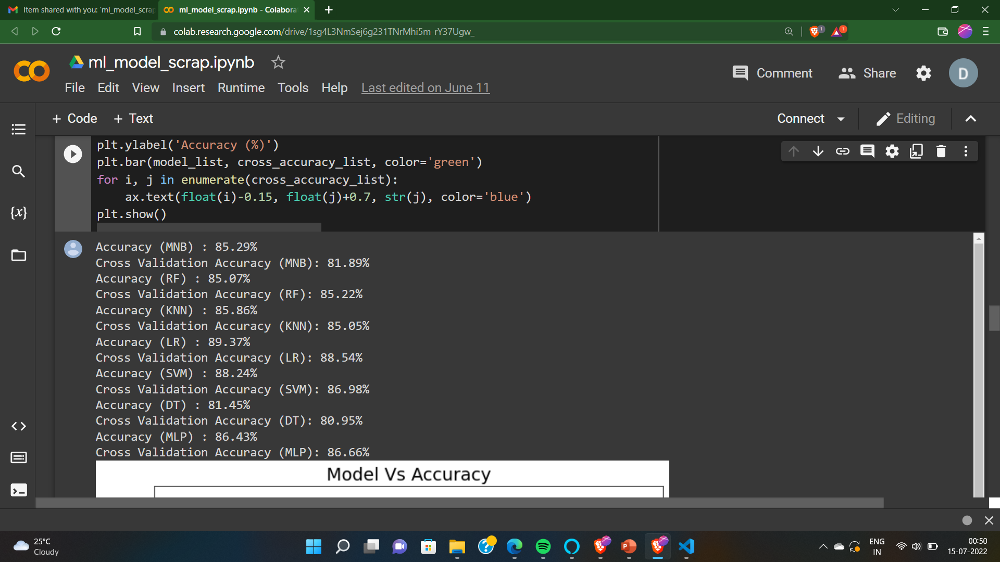 Item shared with you: 'ml_model_scrap
ml_model_scrap.ipynb - Colabora
colab.research.google.com/drive/1sg4L3NmSej6g231TNrMhi5m-rY37Ugw_
1
1
ml_model_scrap.ipynb
Comment
Share
D
File Edit View Insert Runtime Tools Help Last edited on June 11
+ Code + Text
Connect
Editing
{x}
plt.ylabel('Accuracy (%)')
plt.bar(model_list, cross_accuracy_list, color='green')
for i, j in enumerate(cross_accuracy_list):
    ax.text(float(i)-0.15, float(j)+0.7, str(j), color='blue')
plt.show()
Accuracy (MNB) : 85.29%
Cross Validation Accuracy (MNB): 81.89%
Accuracy (RF) : 85.07%
Cross Validation Accuracy (RF): 85.22%
Accuracy (KNN) : 85.86%
Cross Validation Accuracy (KNN): 85.05%
Accuracy (LR) : 89.37%
Cross Validation Accuracy (LR): 88.54%
Accuracy (SVM) : 88.24%
Cross Validation Accuracy (SVM): 86.98%
Accuracy (DT) : 81.45%
Cross Validation Accuracy (DT): 80.95%
Accuracy (MLP) : 86.43%
Cross Validation Accuracy (MLP): 86.66%
Model Vs Accuracy
25°C
Cloudy
ENG
IN
00:50
15-07-2022